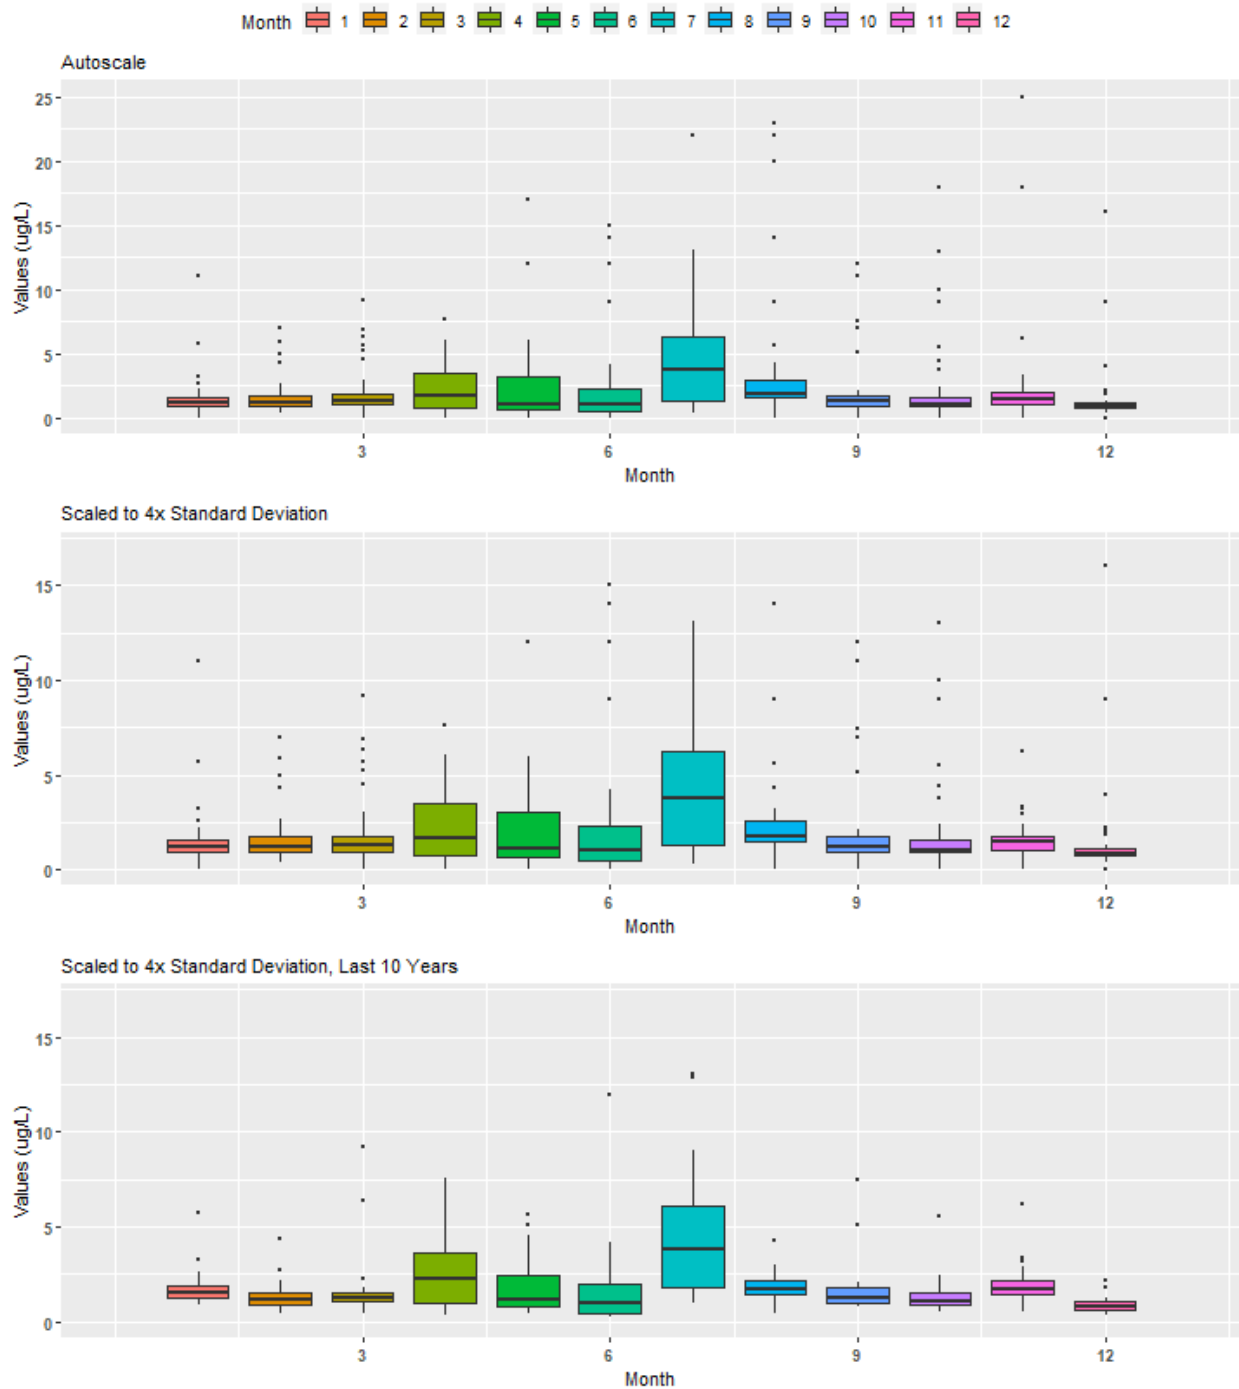 Month 1 2 3 4 5 6 7 8 9 10 11 12
Autoscale
25
20
15
10
5
0
Values (ug/L)
3 6 9 12
Month
Scaled to 4x Standard Deviation
15
10
5
0
Values (ug/L)
3 6 9 12
Month
Scaled to 4x Standard Deviation, Last 10 Years
15
10
5
0
Values (ug/L)
3 6 9 12
Month